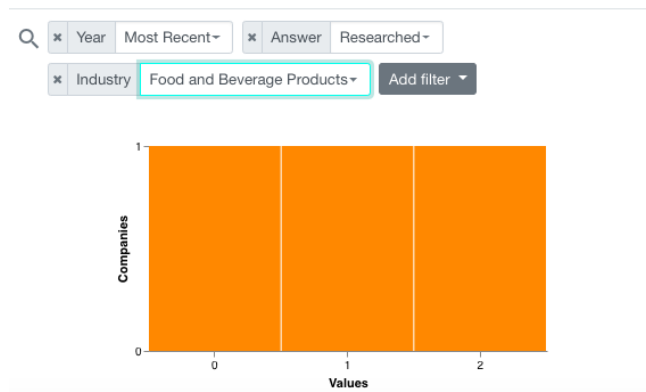 × Year Most Recent × Answer Researched
× Industry Food and Beverage Products Add filter
1
Companies
0
0 1 2
Values